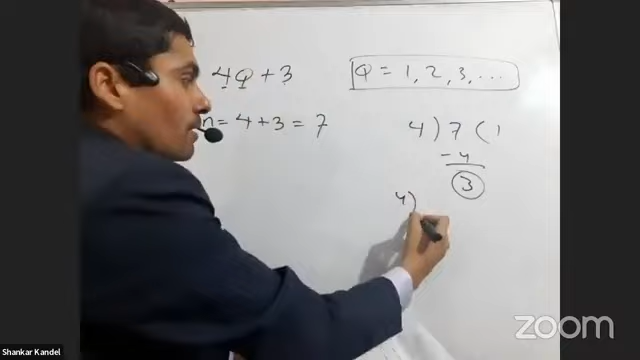 4Q + 3
Q = 1, 2, 3, ...
n = 4 + 3 = 7
4 ) 7 ( 1
- 4
3
4 )
Shankar Kandel
zoom